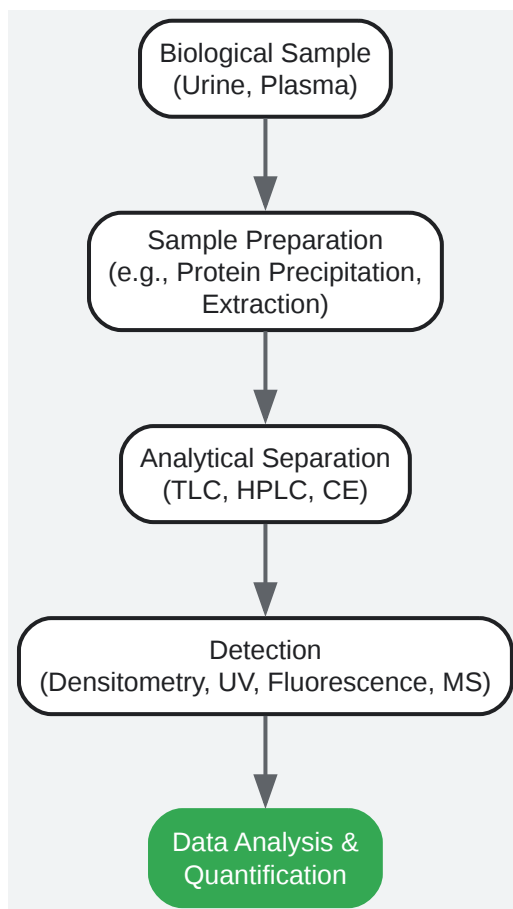 Biological Sample
(Urine, Plasma)
Sample Preparation
(e.g., Protein Precipitation,
Extraction)
Analytical Separation
(TLC, HPLC, CE)
Detection
(Densitometry, UV, Fluorescence, MS)
Data Analysis &
Quantification